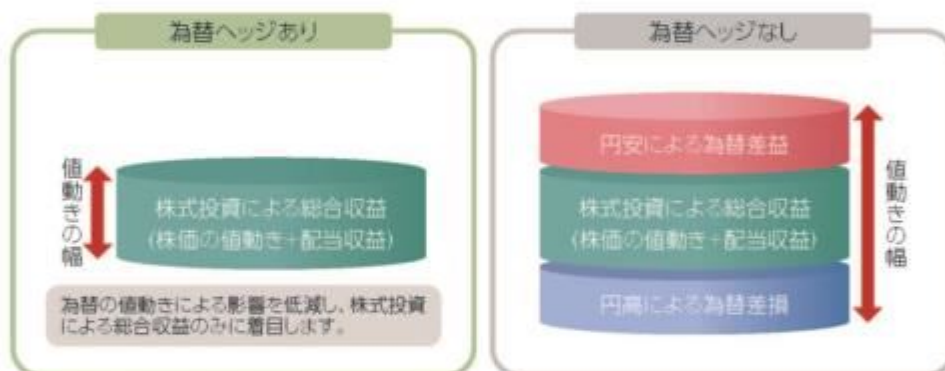 為替ヘッジあり
値動きの幅
株式投資による総合収益
(株価の値動き+配当収益)
為替の値動きによる影響を低減し、株式投資
による総合収益のみに着目します。
為替ヘッジなし
円安による為替差益
株式投資による総合収益
(株価の値動き+配当収益)
円高による為替差損
値動きの幅